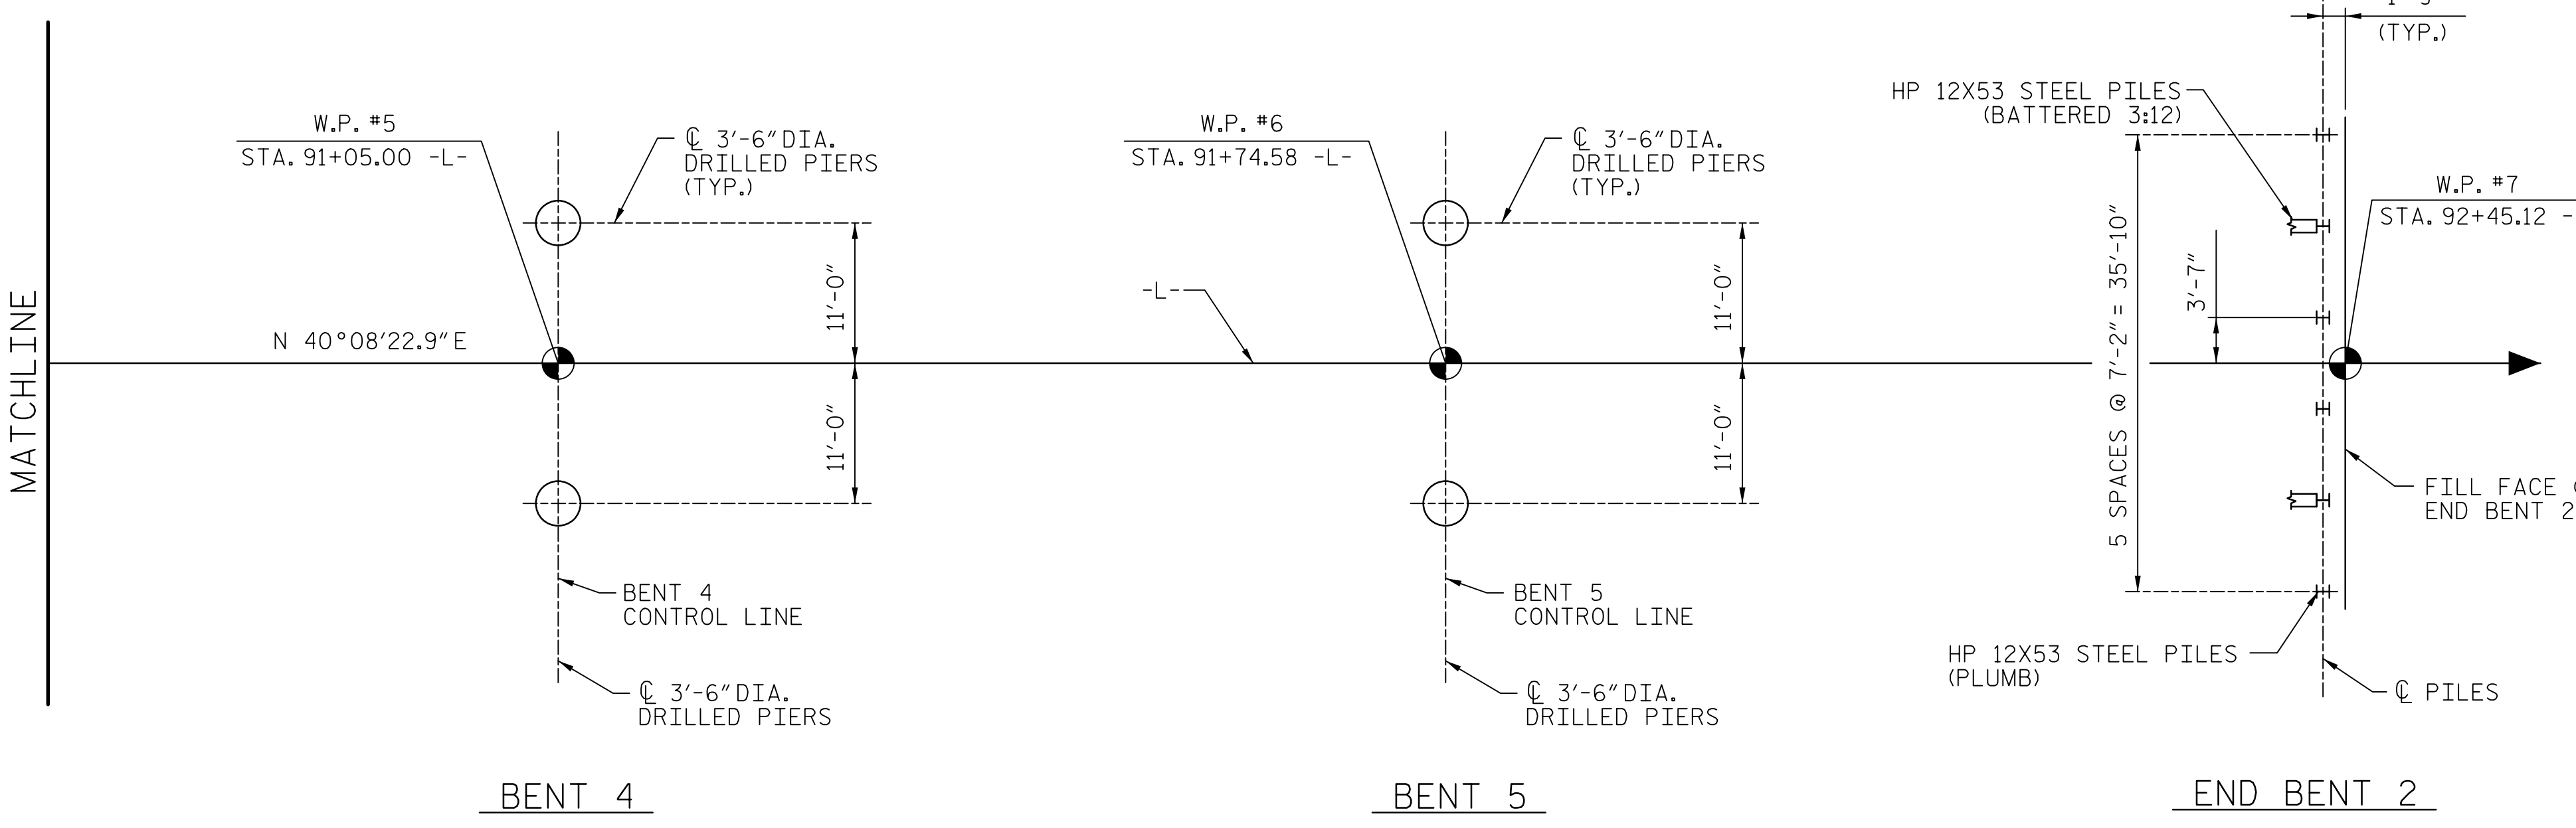 MATCHLINE
W.P. #5
STA. 91+05.00 -L-
N 40°08'22.9" E
℄ 3'-6" DIA.
DRILLED PIERS
(TYP.)
11'-0"
11'-0"
BENT 4
CONTROL LINE
℄ 3'-6" DIA.
DRILLED PIERS
BENT 4
W.P. #6
STA. 91+74.58 -L-
-L-
℄ 3'-6" DIA.
DRILLED PIERS
(TYP.)
11'-0"
11'-0"
BENT 5
CONTROL LINE
℄ 3'-6" DIA.
DRILLED PIERS
BENT 5
(TYP.)
HP 12X53 STEEL PILES
(BATTERED 3:12)
5 SPACES @ 7'-2" = 35'-10"
3'-7"
W.P. #7
STA. 92+45.12 -
FILL FACE
END BENT 2
HP 12X53 STEEL PILES
(PLUMB)
℄ PILES
END BENT 2